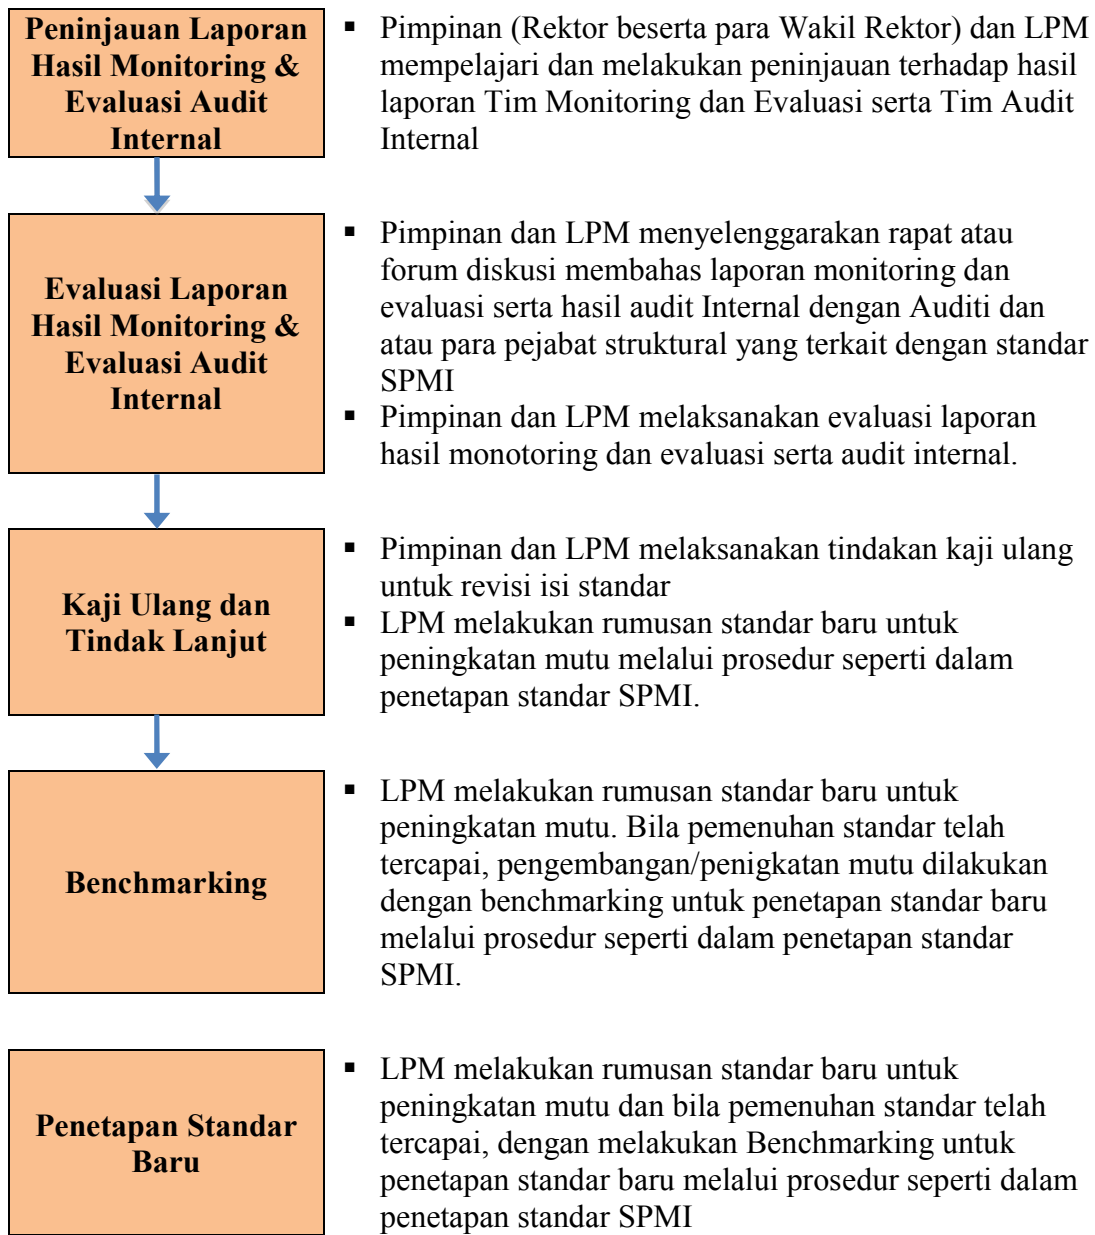 Peninjauan Laporan
Hasil Monitoring &
Evaluasi Audit
Internal
▪ Pimpinan (Rektor beserta para Wakil Rektor) dan LPM
mempelajari dan melakukan peninjauan terhadap hasil
laporan Tim Monitoring dan Evaluasi serta Tim Audit
Internal
Evaluasi Laporan
Hasil Monitoring &
Evaluasi Audit
Internal
▪ Pimpinan dan LPM menyelenggarakan rapat atau
forum diskusi membahas laporan monitoring dan
evaluasi serta hasil audit Internal dengan Auditi dan
atau para pejabat struktural yang terkait dengan standar
SPMI
▪ Pimpinan dan LPM melaksanakan evaluasi laporan
hasil monotoring dan evaluasi serta audit internal.
Kaji Ulang dan
Tindak Lanjut
▪ Pimpinan dan LPM melaksanakan tindakan kaji ulang
untuk revisi isi standar
▪ LPM melakukan rumusan standar baru untuk
peningkatan mutu melalui prosedur seperti dalam
penetapan standar SPMI.
Benchmarking
▪ LPM melakukan rumusan standar baru untuk
peningkatan mutu. Bila pemenuhan standar telah
tercapai, pengembangan/penigkatan mutu dilakukan
dengan benchmarking untuk penetapan standar baru
melalui prosedur seperti dalam penetapan standar
SPMI.
Penetapan Standar
Baru
▪ LPM melakukan rumusan standar baru untuk
peningkatan mutu dan bila pemenuhan standar telah
tercapai, dengan melakukan Benchmarking untuk
penetapan standar baru melalui prosedur seperti dalam
penetapan standar SPMI